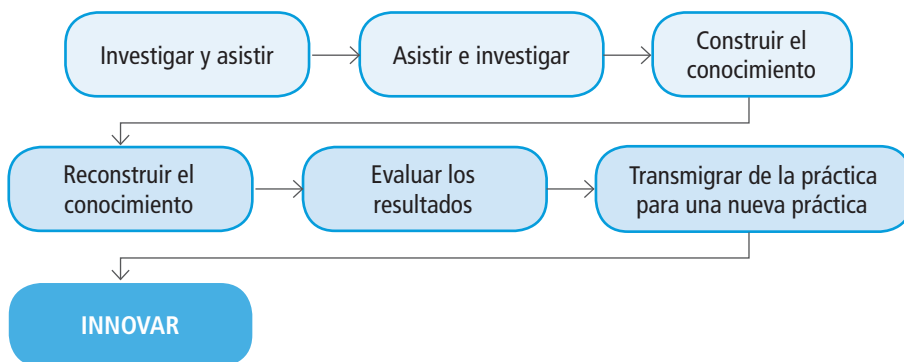 Investigar y asistir
Asistir e investigar
Construir el
conocimiento
Reconstruir el
conocimiento
Evaluar los
resultados
Transmigrar de la práctica
para una nueva práctica
INNOVAR